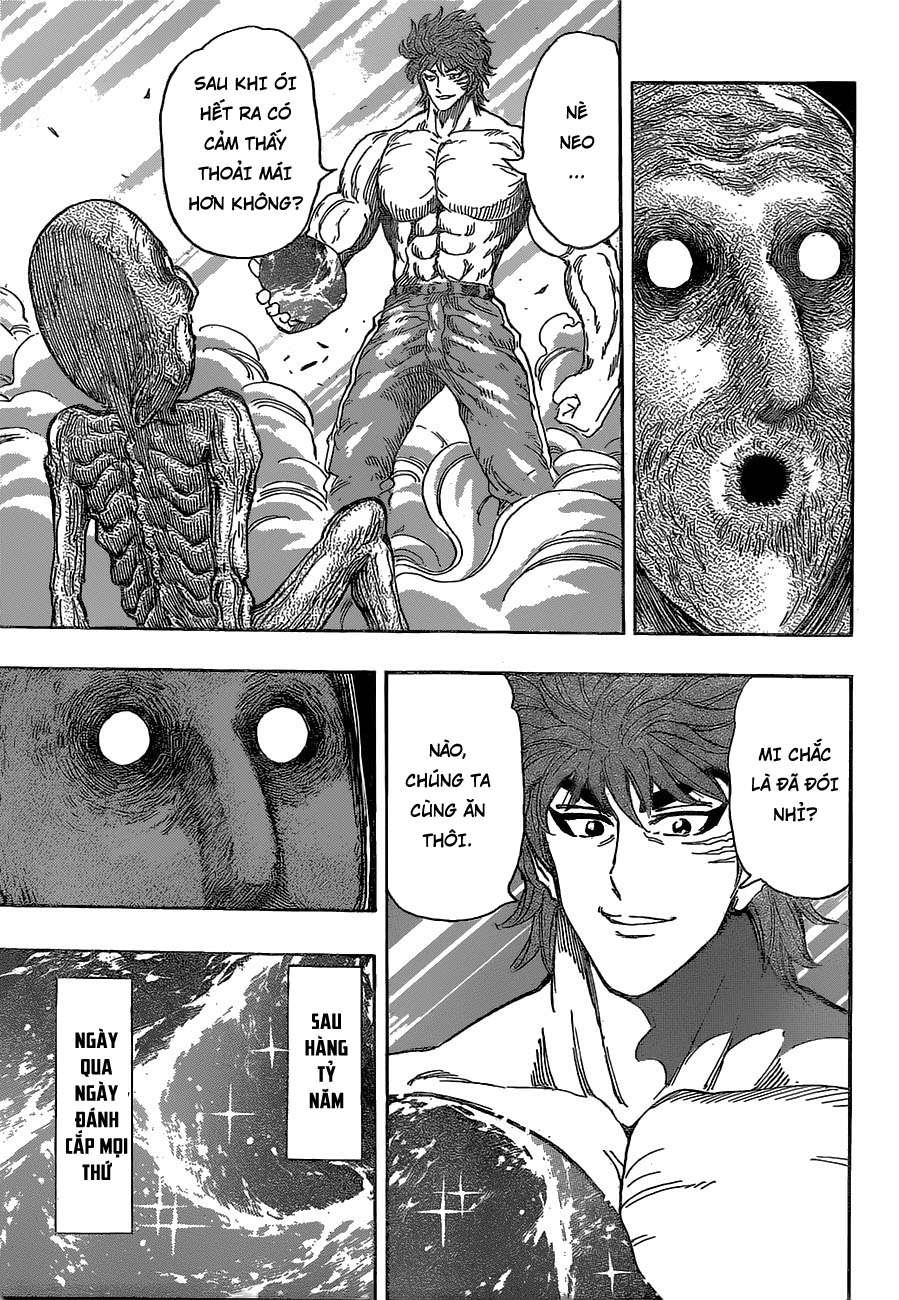 NÈ
NEO
...
SAU KHI ÓI
HẾT RA CÓ
CẢM THẤY
THOẢI MÁI
HƠN KHÔNG?
MI CHẮC
LÀ ĐÃ ĐÓI
NHỈ?
NÀO,
CHÚNG TA
CÙNG ĂN
THÔI.
SAU
HÀNG
TỶ
NĂM
NGÀY
QUA
NGÀY
ĐÁNH
CẮP MỌI
THỨ